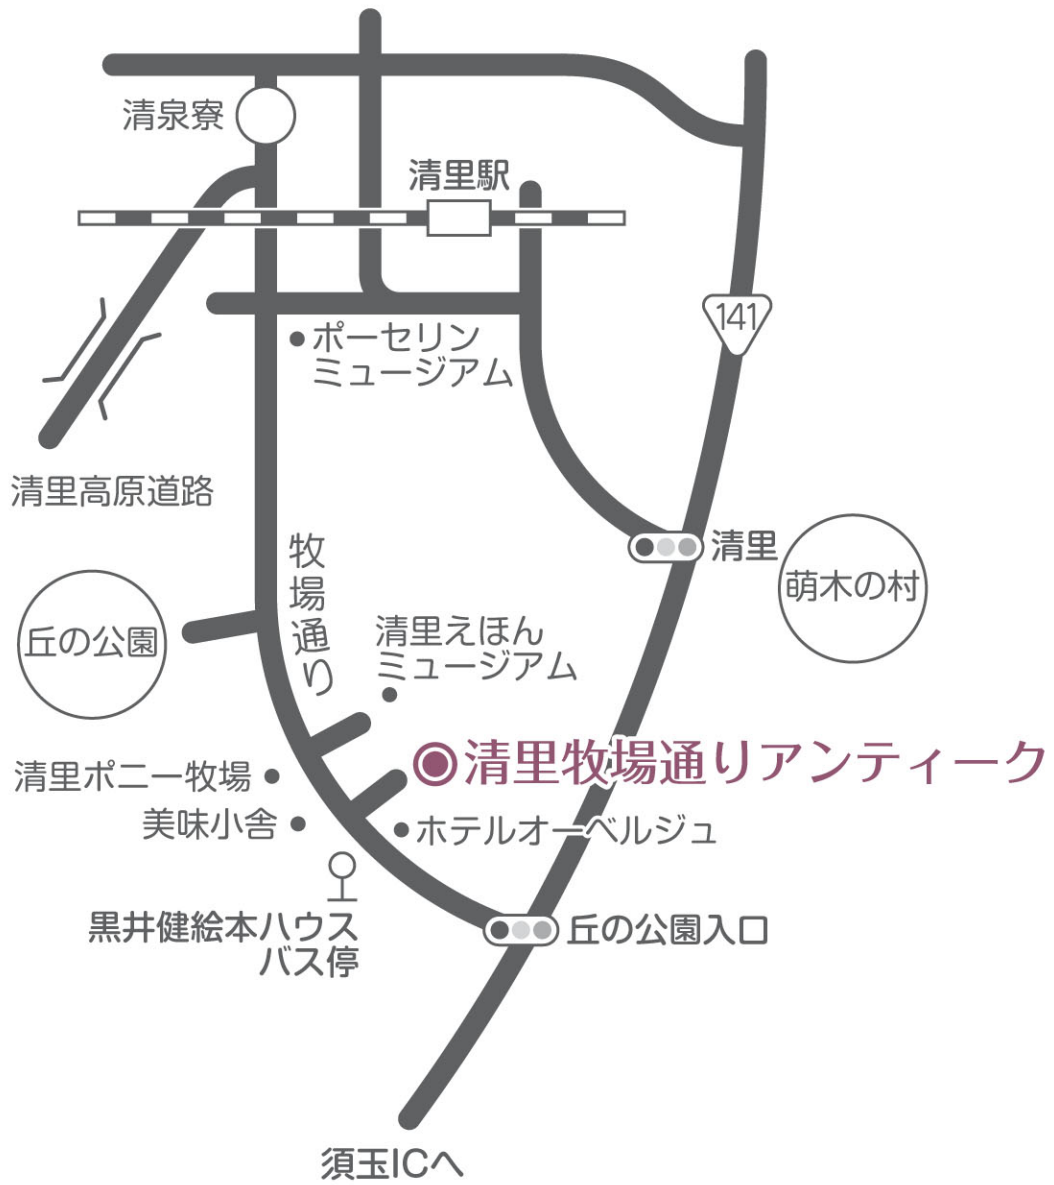 清泉寮
清里駅
141
ポーセリン
ミュージアム
清里高原道路
牧場通り
清里
萌木の村
丘の公園
清里えほん
ミュージアム
清里牧場通りアンティーク
清里ポニー牧場
美味小舎
ホテルオーベルジュ
黒井健絵本ハウス
バス停
丘の公園入口
須玉ICへ